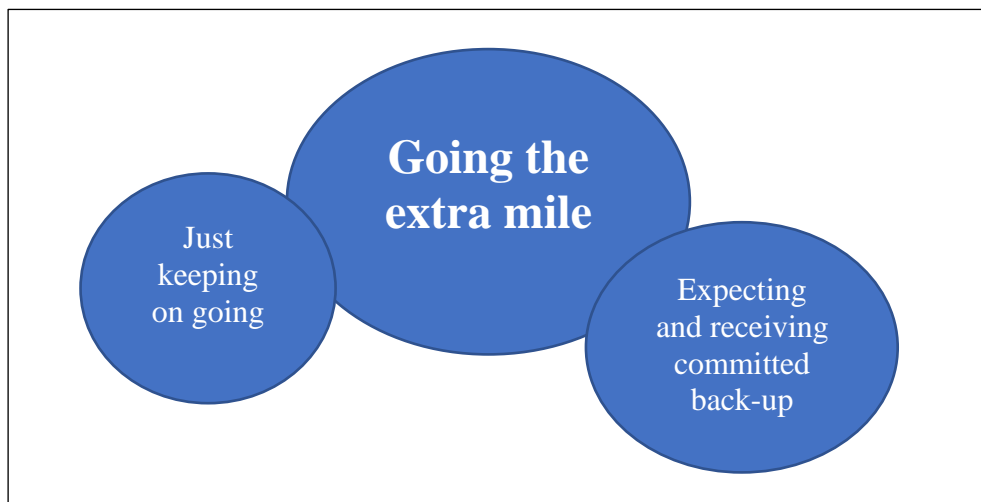 Going the
extra mile
Just
keeping
on going
Expecting
and receiving
committed
back-up